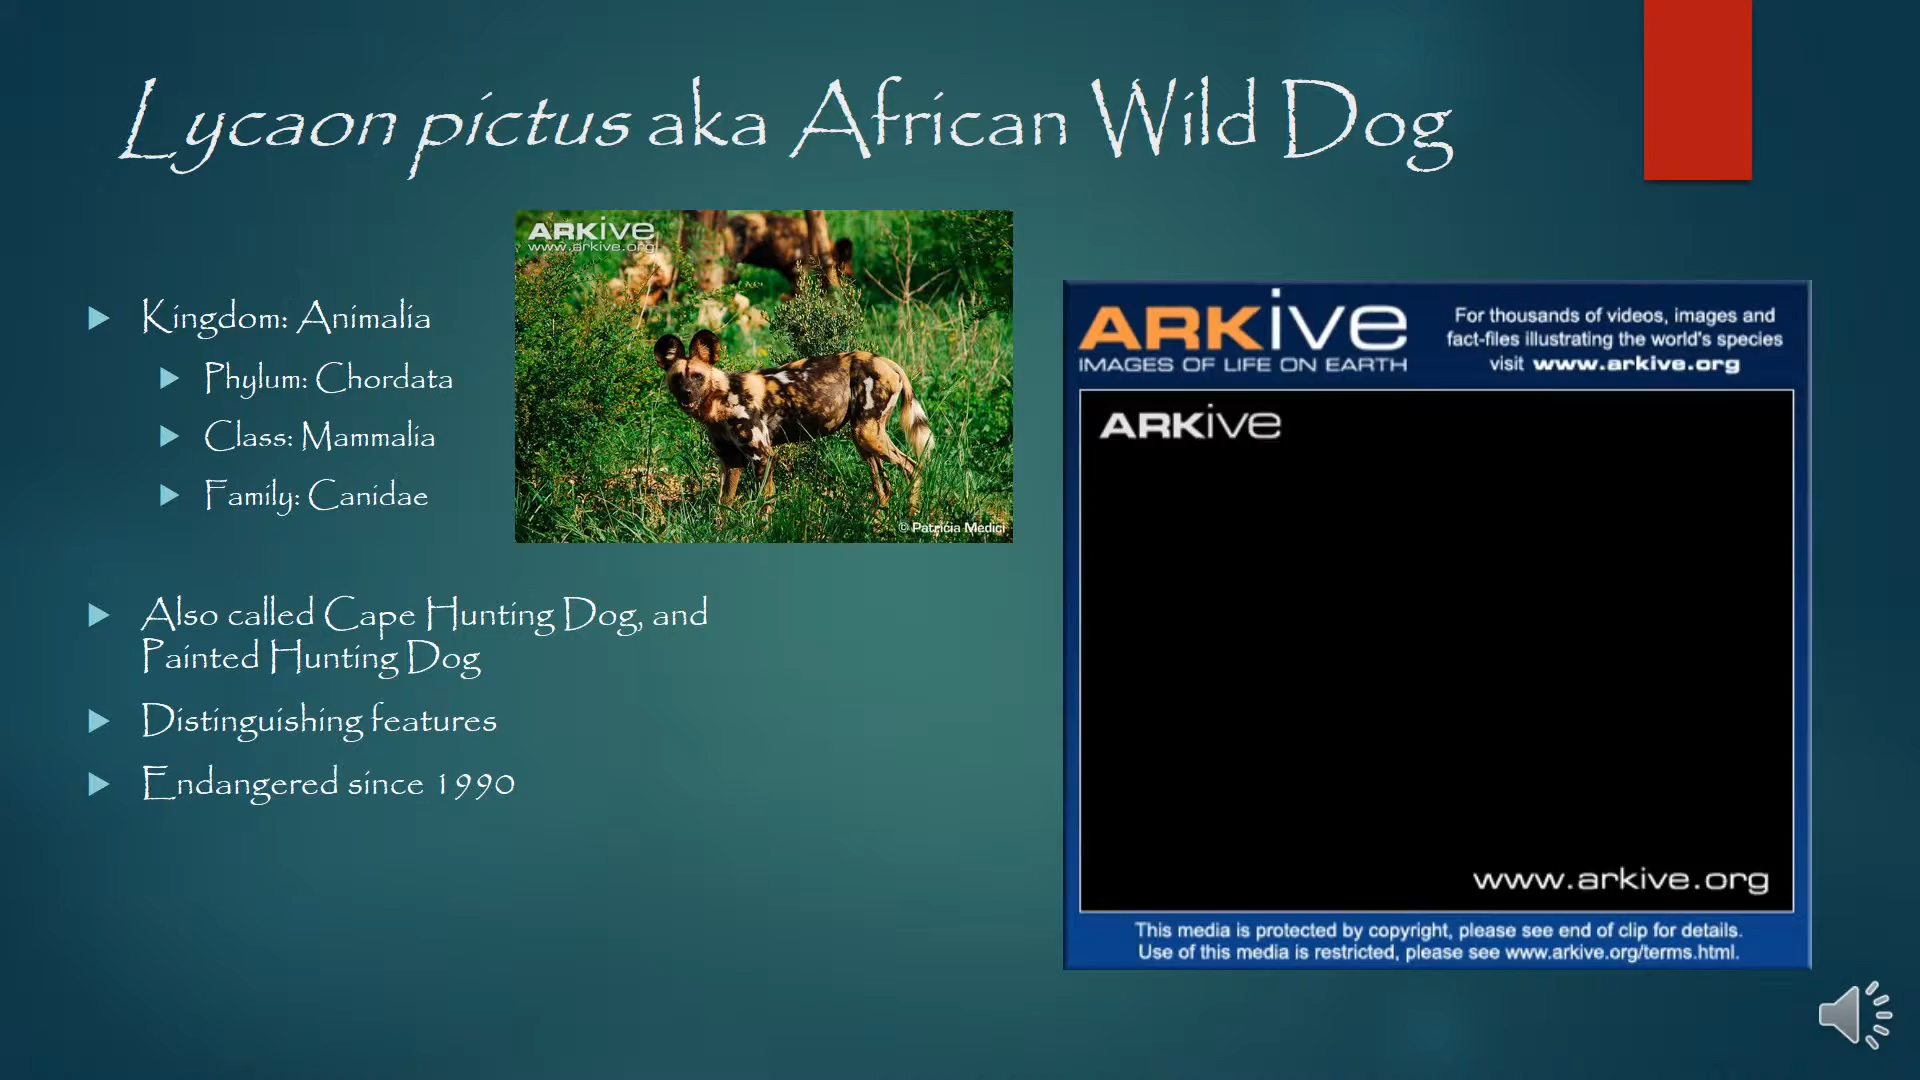 Lycaon pictus aka African Wild Dog
ARKive
www.arkive.org
© Patrícia Medici
Kingdom: Animalia
Phylum: Chordata
Class: Mammalia
Family: Canidae
Also called Cape Hunting Dog, and
Painted Hunting Dog
Distinguishing features
Endangered since 1990
ARKive
IMAGES OF LIFE ON EARTH
For thousands of videos, images and
fact-files illustrating the world's species
visit www.arkive.org
ARKive
www.arkive.org
This media is protected by copyright, please see end of clip for details.
Use of this media is restricted, please see www.arkive.org/terms.html.